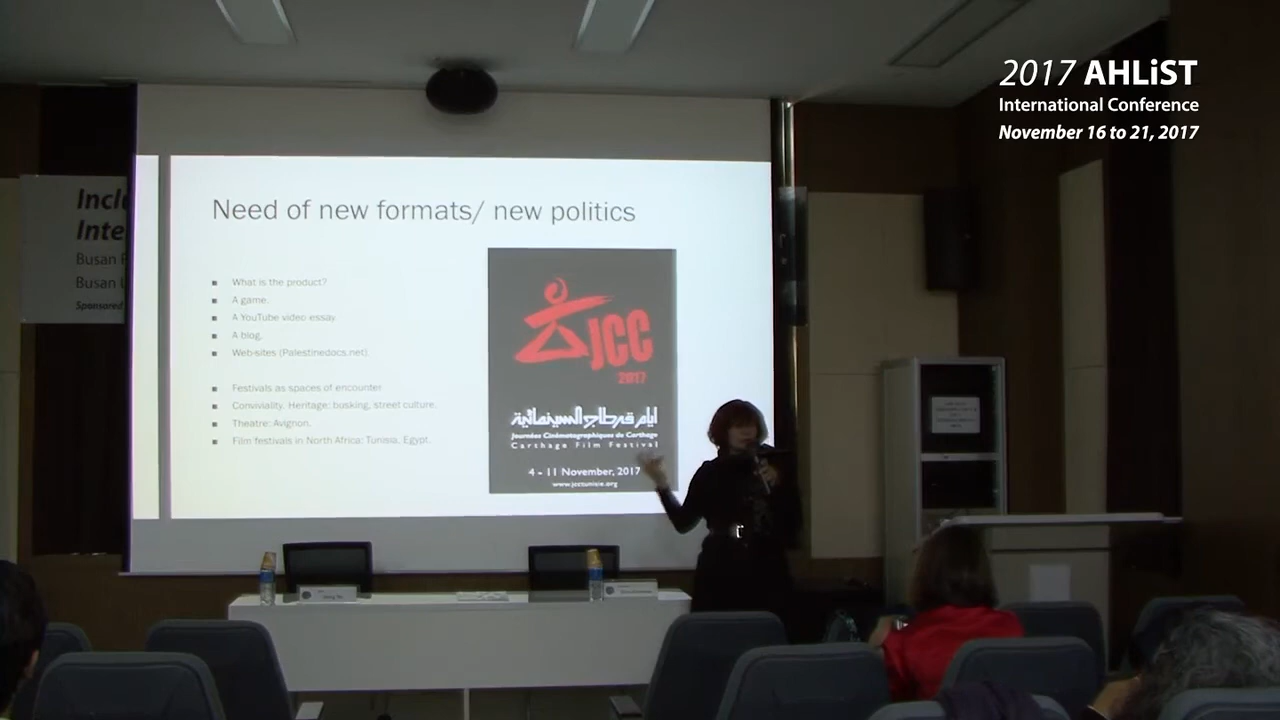 2017 AHLiST
International Conference
November 16 to 21, 2017
Inclu
Inte
Busan
Busan
Sponsored
Need of new formats/ new politics
What is the product?
A game.
A YouTube video essay
A blog,
Web-sites (Palestinedocs.net).
Festivals as spaces of encounter
Conviviality. Heritage: busking, street culture.
Theatre: Avignon.
Film festivals in North Africa: Tunisia, Egypt.
JCC
2017
ايام قرطاج السينمائية
Journées Cinématographiques de Carthage
Carthage Film Festival
4 - 11 November, 2017
www.jcctunisie.org